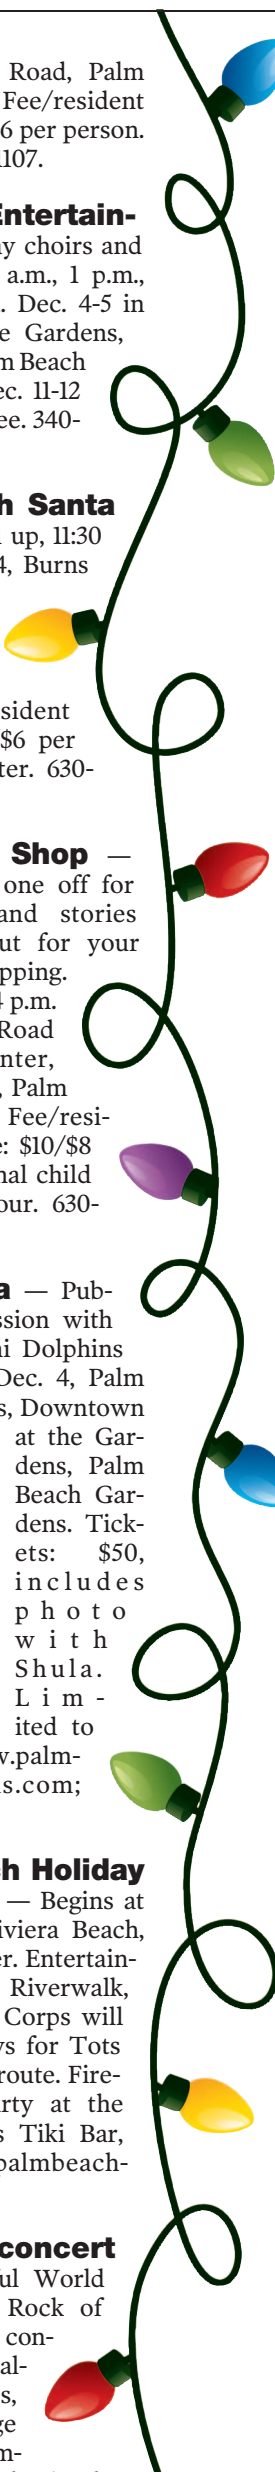 Road, Palm
Fee/resident
6 per person.
1107.
Entertain-
y choirs and
a.m., 1 p.m.,
. Dec. 4-5 in
e Gardens,
m Beach
ec. 11-12
ee. 340-
h Santa
up, 11:30
4, Burns
sident
$6 per
ter. 630-
Shop —
one off for
and stories
ut for your
pping.
4 p.m.
Road
nter,
, Palm
Fee/resi-
e: $10/$8
nal child
our. 630-
a — Pub-
ssion with
ni Dolphins
Dec. 4, Palm
s, Downtown
at the Gar-
dens, Palm
Beach Gar-
dens. Tick-
ets: $50,
includes
photo
with
Shula.
Lim-
ited to
w.palm-
s.com;
ch Holiday
— Begins at
iviera Beach,
er. Entertain-
Riverwalk,
Corps will
ys for Tots
route. Fire-
rty at the
s Tiki Bar,
palmbeach-
concert
ful World
Rock of
con-
al-
s,
ge
m-